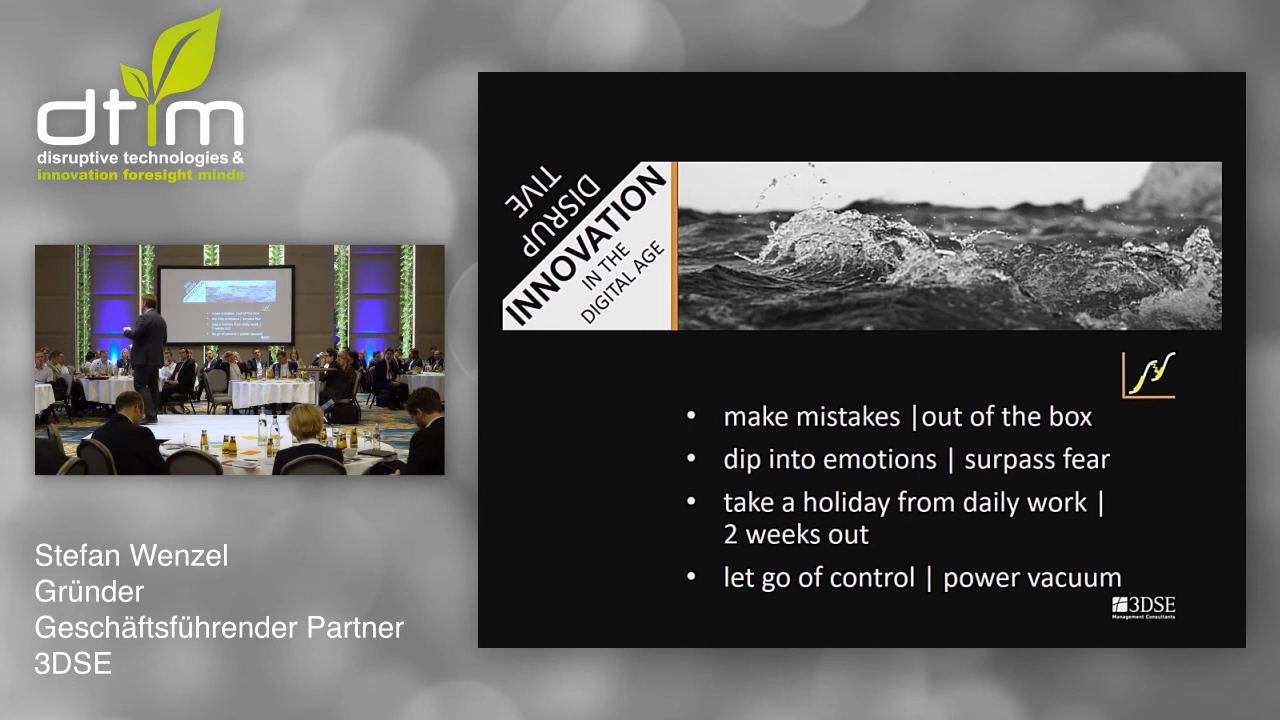 dtim
disruptive technologies &
innovation foresight minds
DISRUP
TIVE
INNOVATION
IN THE
DIGITAL AGE
• make mistakes |out of the box
• dip into emotions | surpass fear
• take a holiday from daily work |
2 weeks out
• let go of control | power vacuum
3DSE
Management Consultants
Stefan Wenzel
Gründer
Geschäftsführender Partner
3DSE